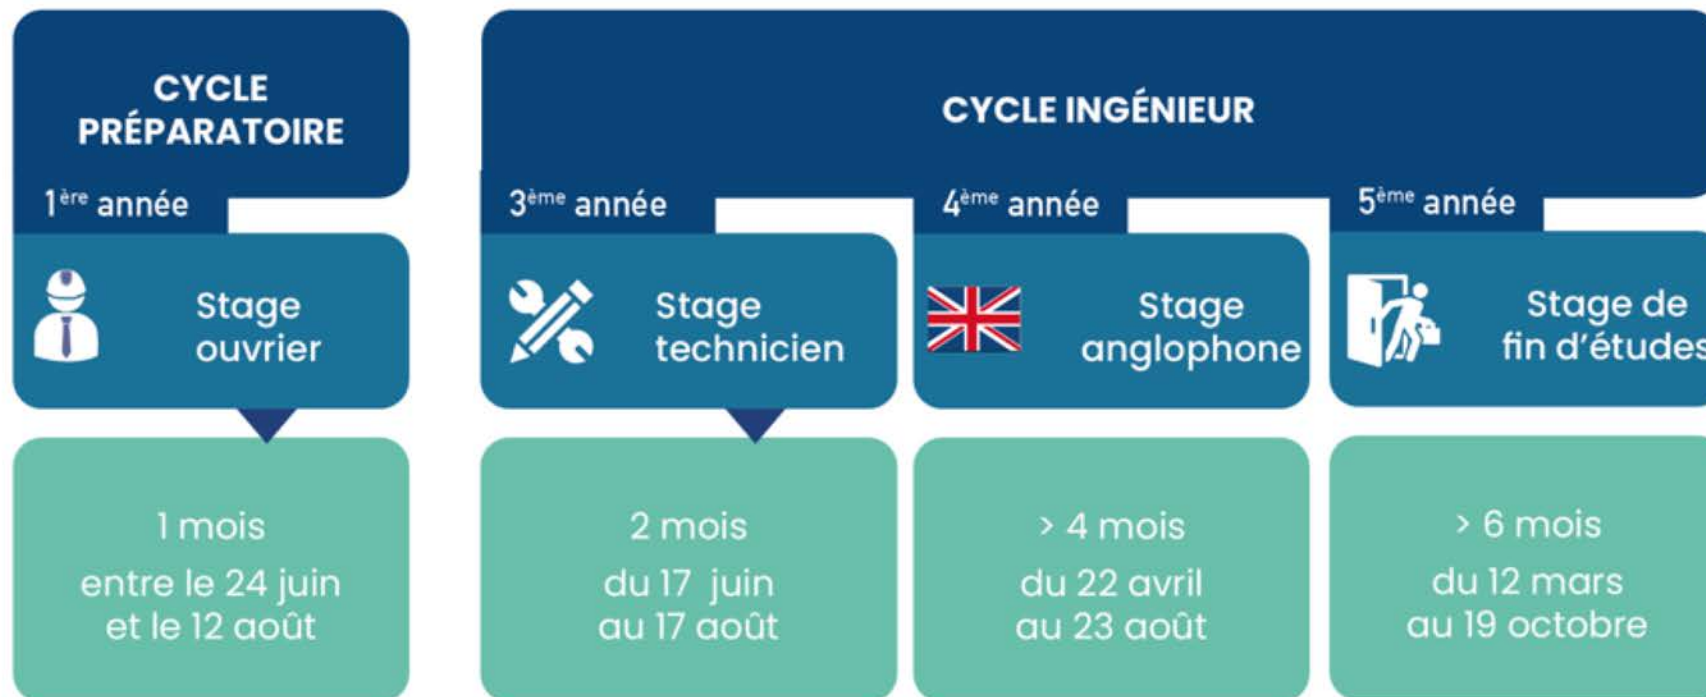 CYCLE
PRÉPARATOIRE
1ère année
Stage
ouvrier
1 mois
entre le 24 juin
et le 12 août
CYCLE INGÉNIEUR
3ème année
Stage
technicien
2 mois
du 17 juin
au 17 août
4ème année
Stage
anglophone
> 4 mois
du 22 avril
au 23 août
5ème année
Stage de
fin d'études
> 6 mois
du 12 mars
au 19 octobre